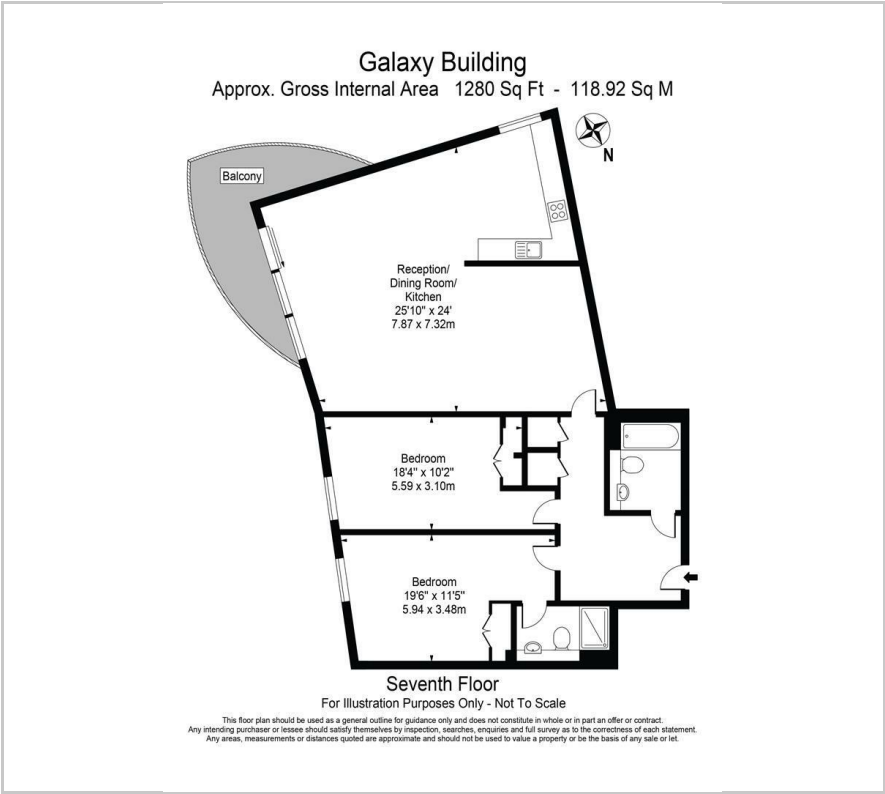 Galaxy Building
Approx. Gross Internal Area 1280 Sq Ft - 118.92 Sq M
N
Balcony
Reception/
Dining Room/
Kitchen
25'10" x 24'
7.87 x 7.32m
Bedroom
18'4" x 10'2"
5.59 x 3.10m
Bedroom
19'6" x 11'5"
5.94 x 3.48m
Seventh Floor
For Illustration Purposes Only - Not To Scale
This floor plan should be used as a general outline for guidance only and does not constitute in whole or in part an offer or contract.
Any intending purchaser or lessee should satisfy themselves by inspection, searches, enquiries and full survey as to the correctness of each statement.
Any areas, measurements or distances quoted are approximate and should not be used to value a property or be the basis of any sale or let.